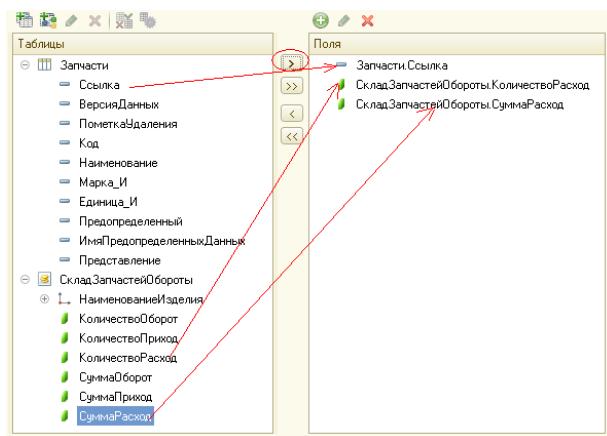 Таблицы
Запчасти
Ссылка
ВерсияДанных
ПометкаУдаления
Код
Наименование
Марка_И
Единица_И
Предопределенный
ИмяПредопределенныхДанных
Представление
СкладЗапчастейОбороты
НаименованиеИзделия
КоличествоОборот
КоличествоПриход
КоличествоРасход
СуммаОборот
СуммаПриход
СуммаРасход
>
>>
<
<<
Поля
Запчасти.Ссылка
СкладЗапчастейОбороты.КоличествоРасход
СкладЗапчастейОбороты.СуммаРасход